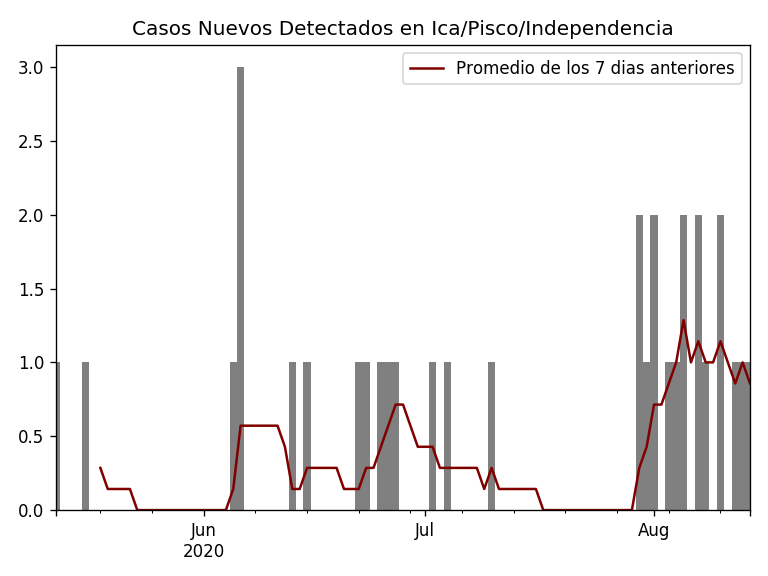 Casos Nuevos Detectados en Ica/Pisco/Independencia
Promedio de los 7 dias anteriores
3.0
2.5
2.0
1.5
1.0
0.5
0.0
Jun
2020
Jul
Aug